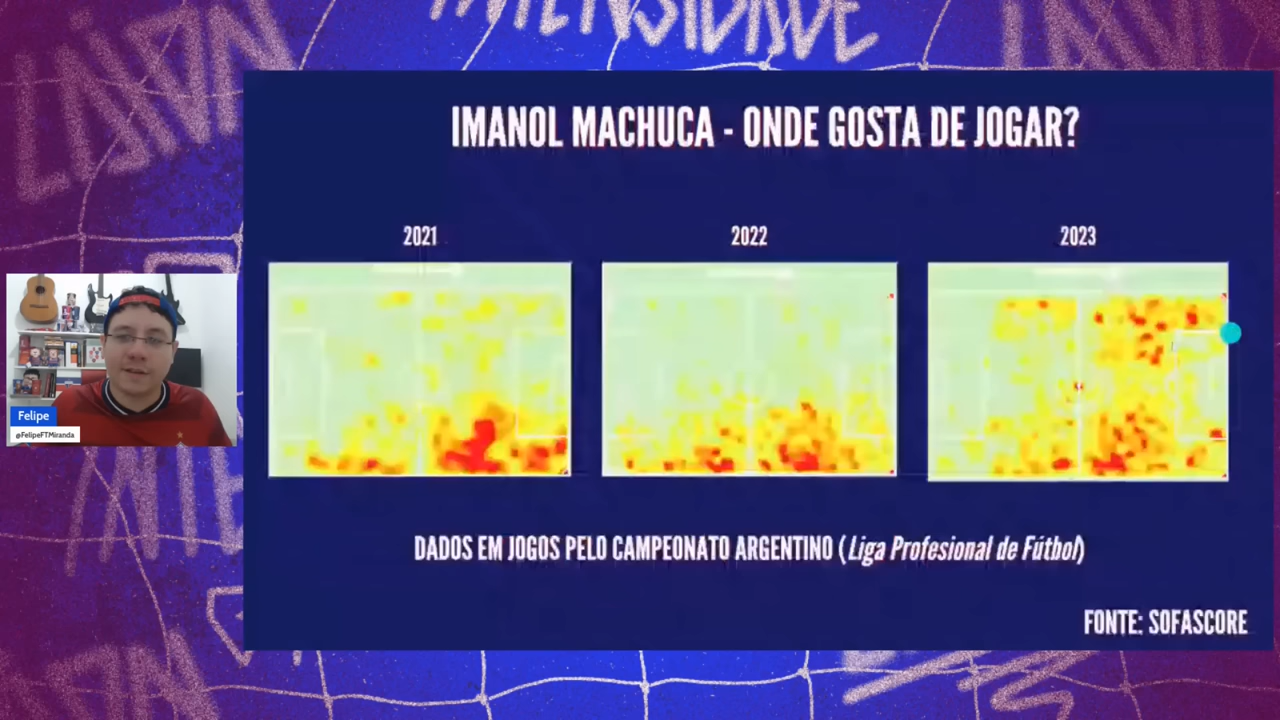 INTENSIDADE
IMANOL MACHUCA - ONDE GOSTA DE JOGAR?
2021
2022
2023
Felipe
@FelipeFTMiranda
DADOS EM JOGOS PELO CAMPEONATO ARGENTINO (Liga Profesional de Fútbol)
FONTE: SOFASCORE